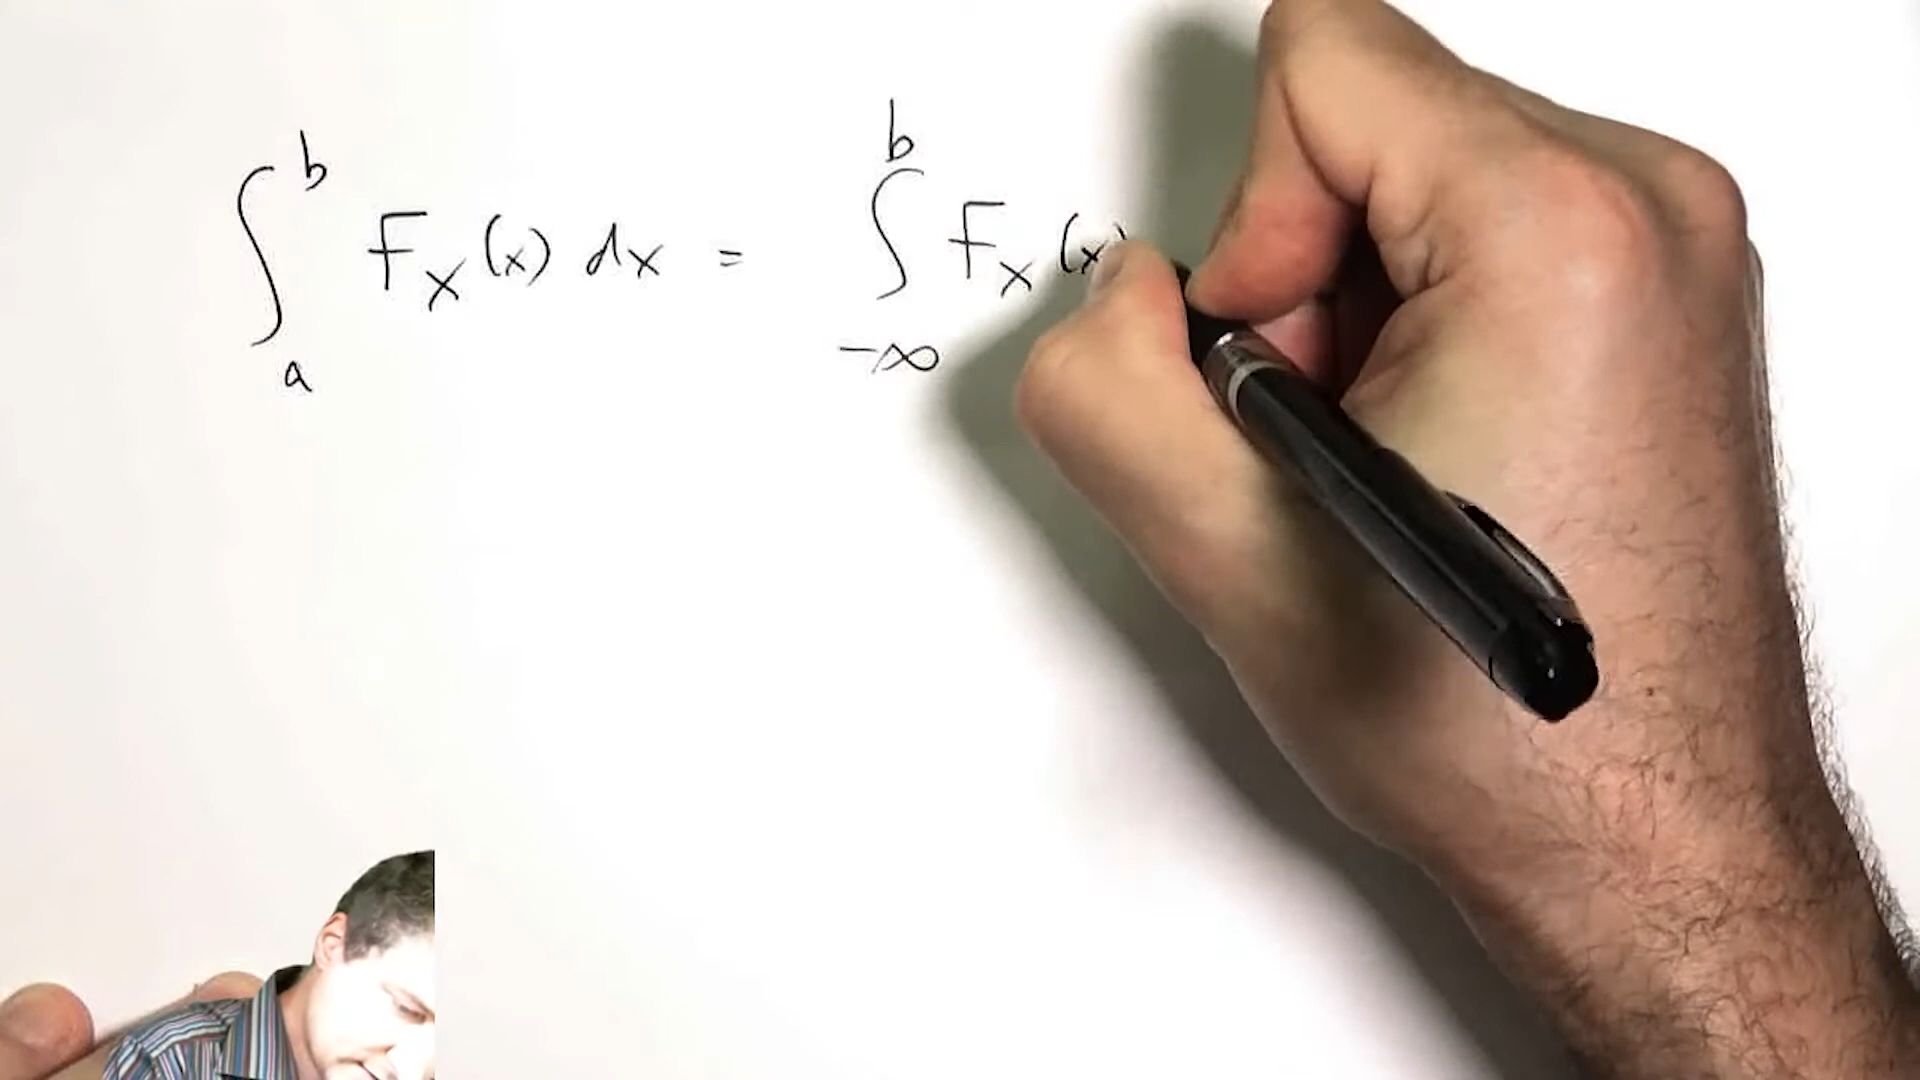 ∫_a^b F_X(x) dx = ∫_{-∞}^b F_X(x)